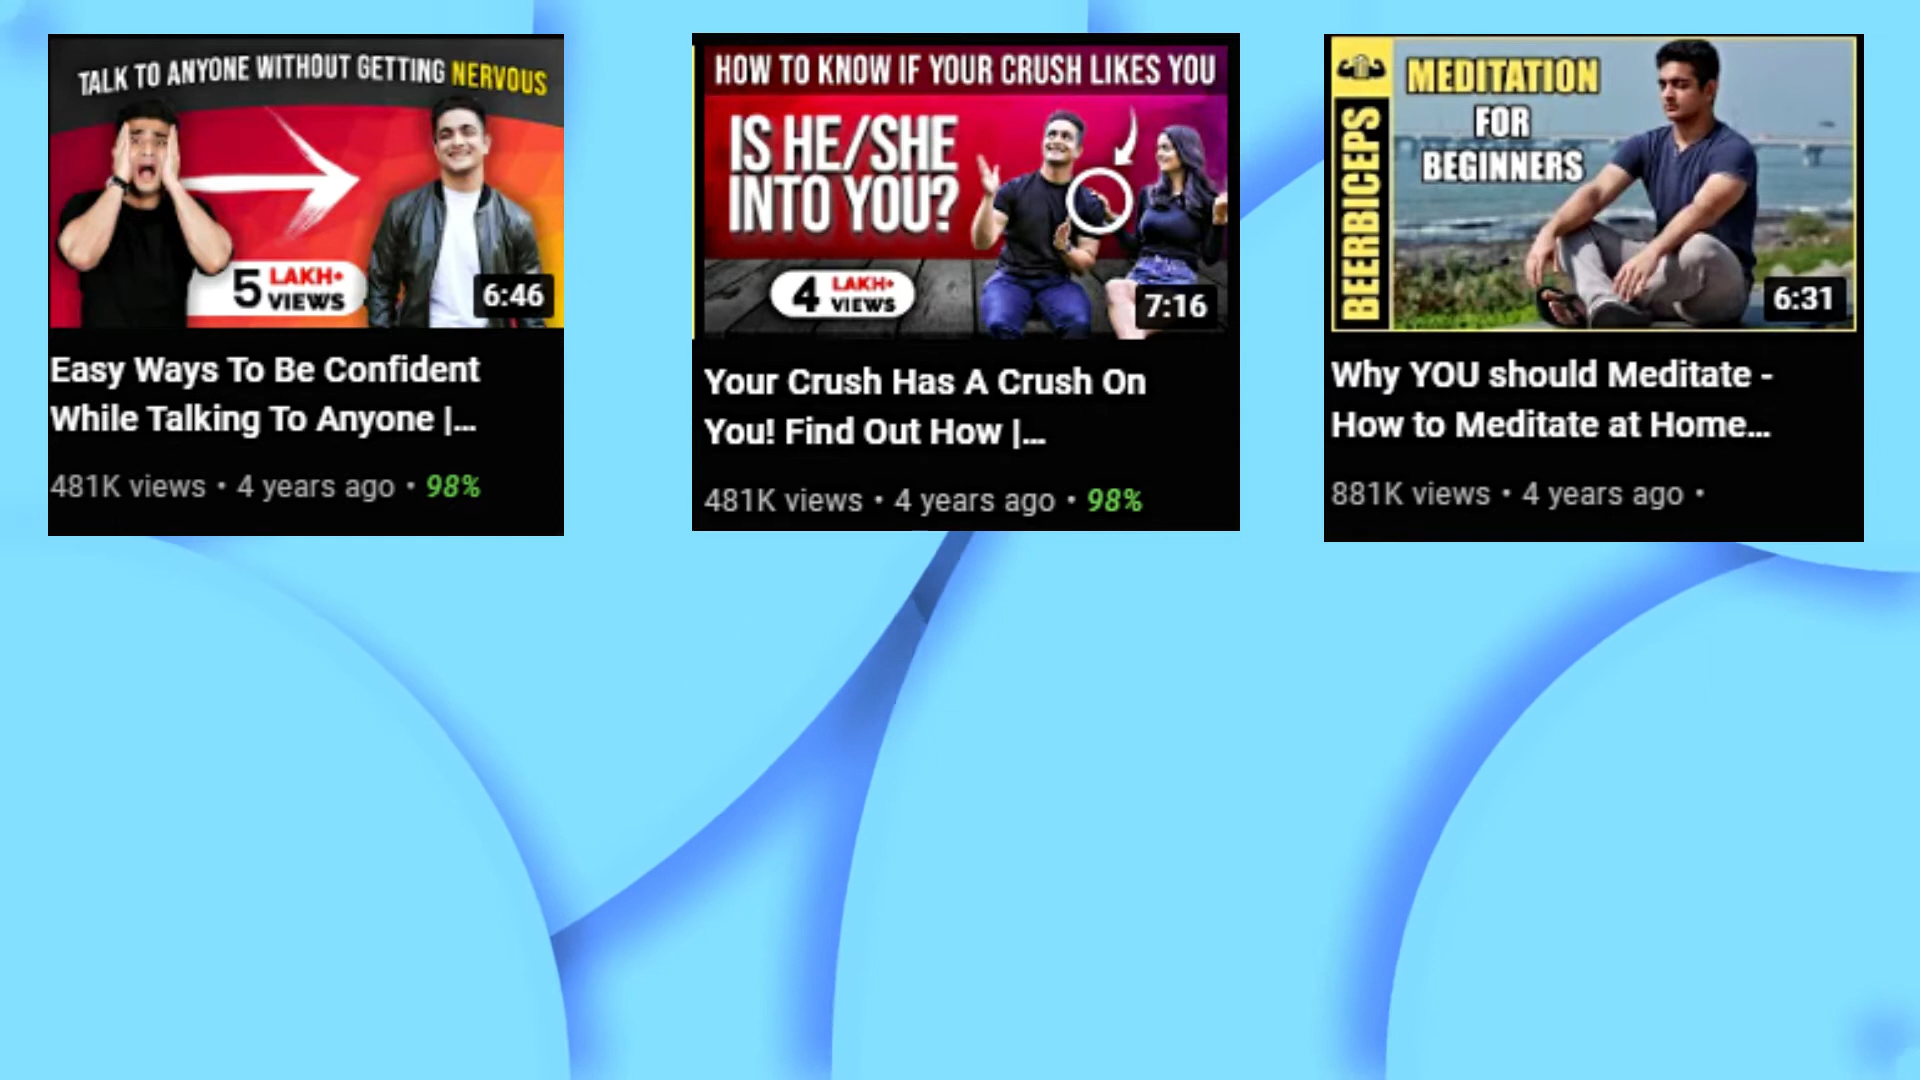 TALK TO ANYONE WITHOUT GETTING NERVOUS
5 LAKH+
VIEWS
6:46
Easy Ways To Be Confident
While Talking To Anyone |...
481K views • 4 years ago • 98%
HOW TO KNOW IF YOUR CRUSH LIKES YOU
IS HE/SHE
INTO YOU?
4 LAKH+
VIEWS
7:16
Your Crush Has A Crush On
You! Find Out How |...
481K views • 4 years ago • 98%
BEERBICEPS
MEDITATION
FOR
BEGINNERS
6:31
Why YOU should Meditate -
How to Meditate at Home...
881K views • 4 years ago •